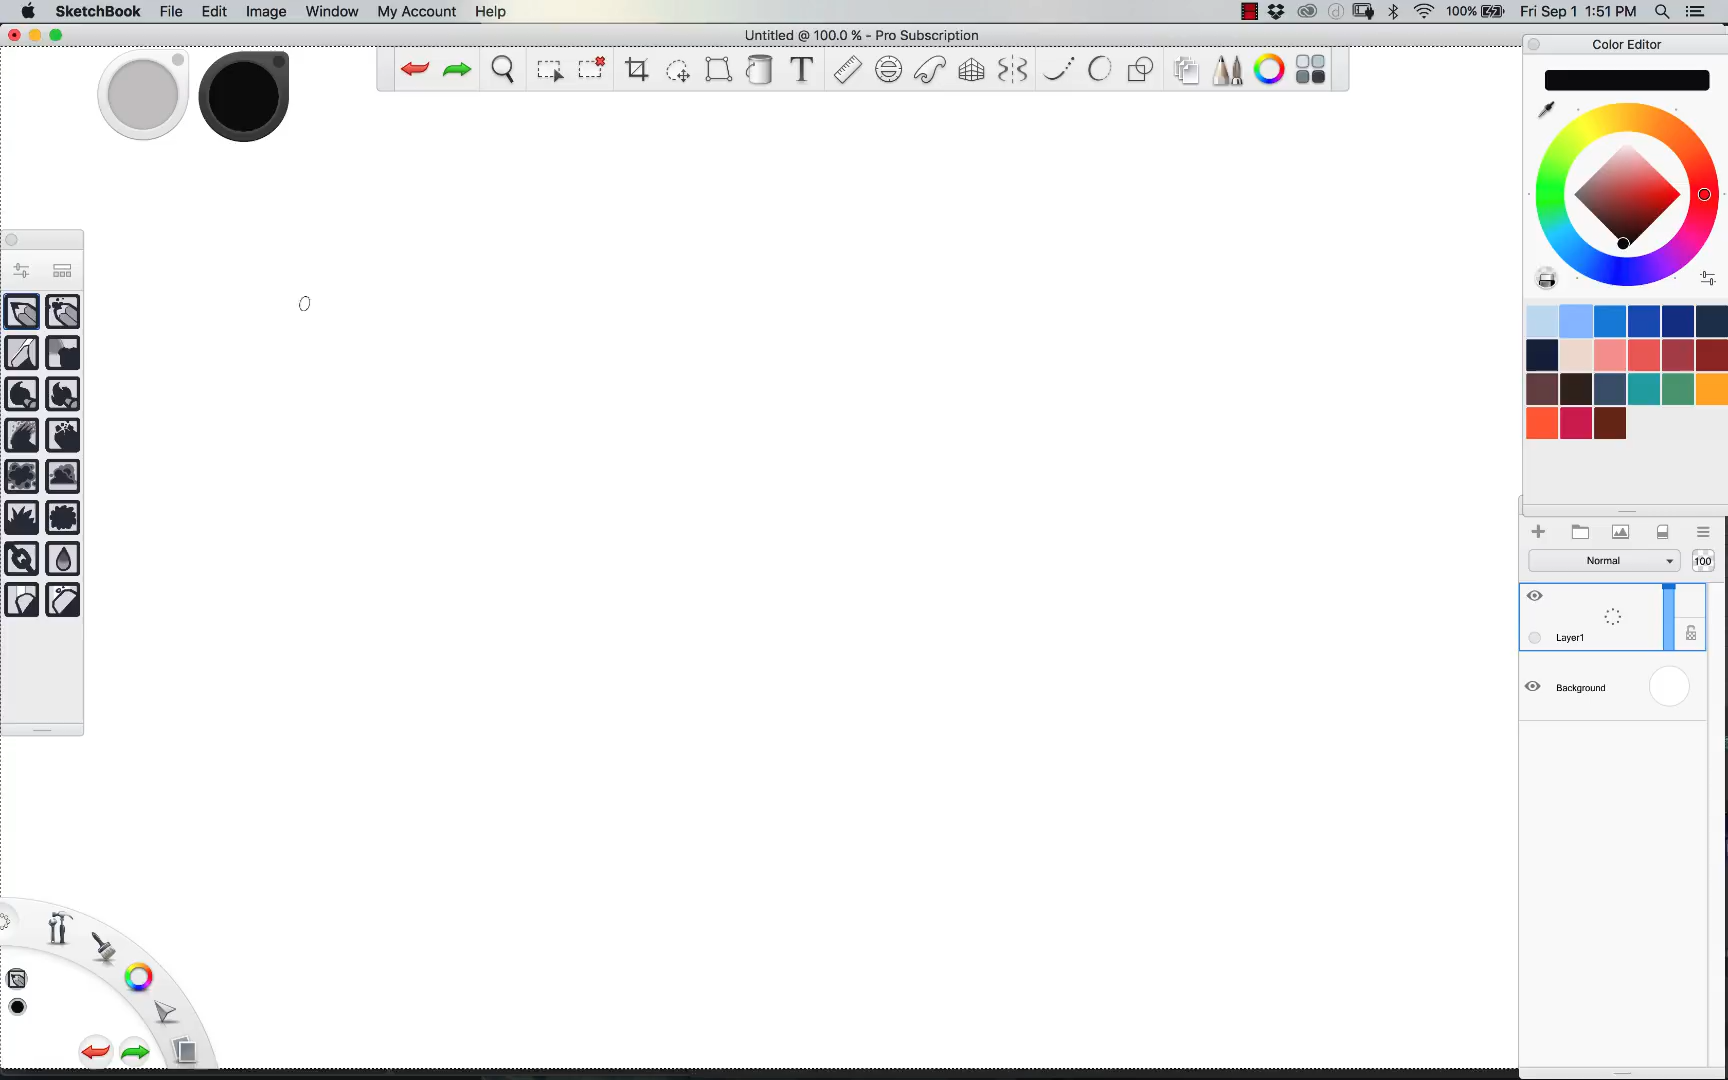 SketchBook File Edit Image Window My Account Help 100% Fri Sep 1 1:51 PM
Untitled @ 100.0 % - Pro Subscription
Color Editor
T
Normal 100
Layer1
Background